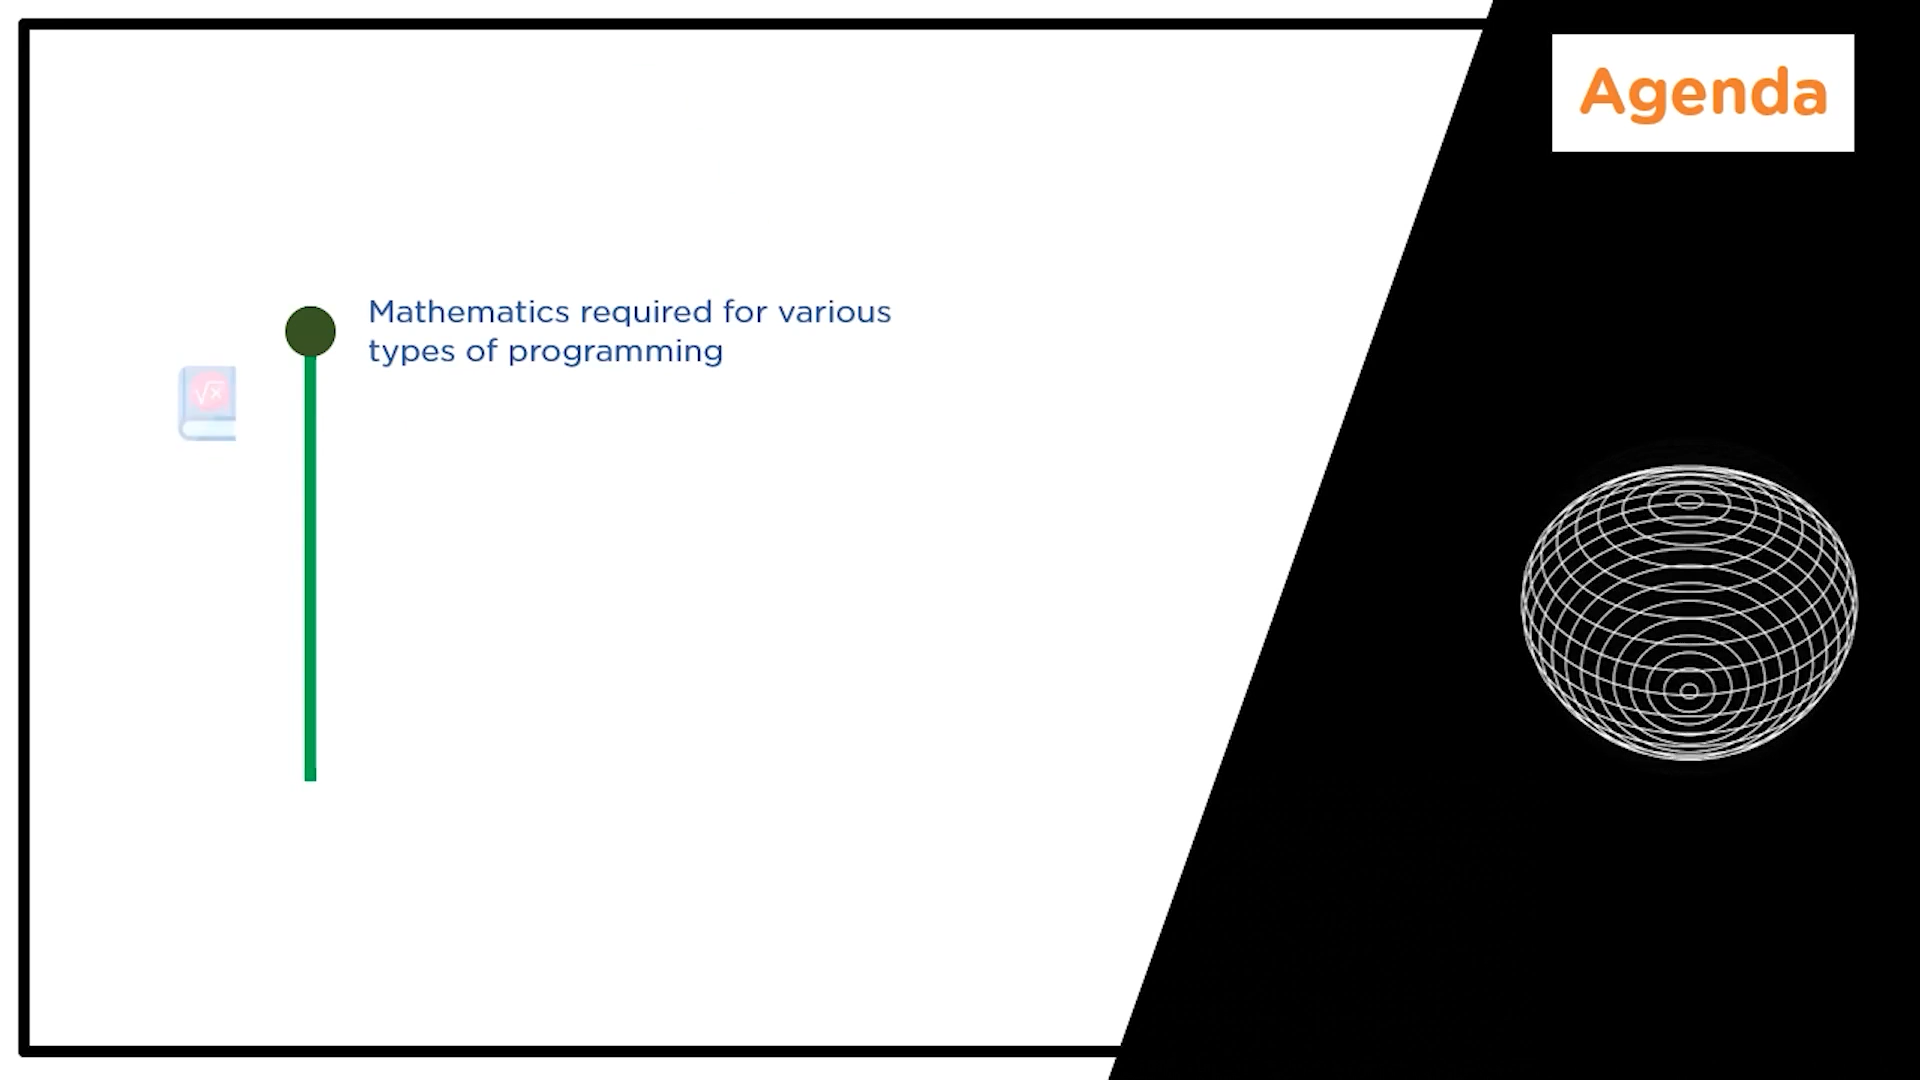 Agenda
Mathematics required for various
types of programming
√x